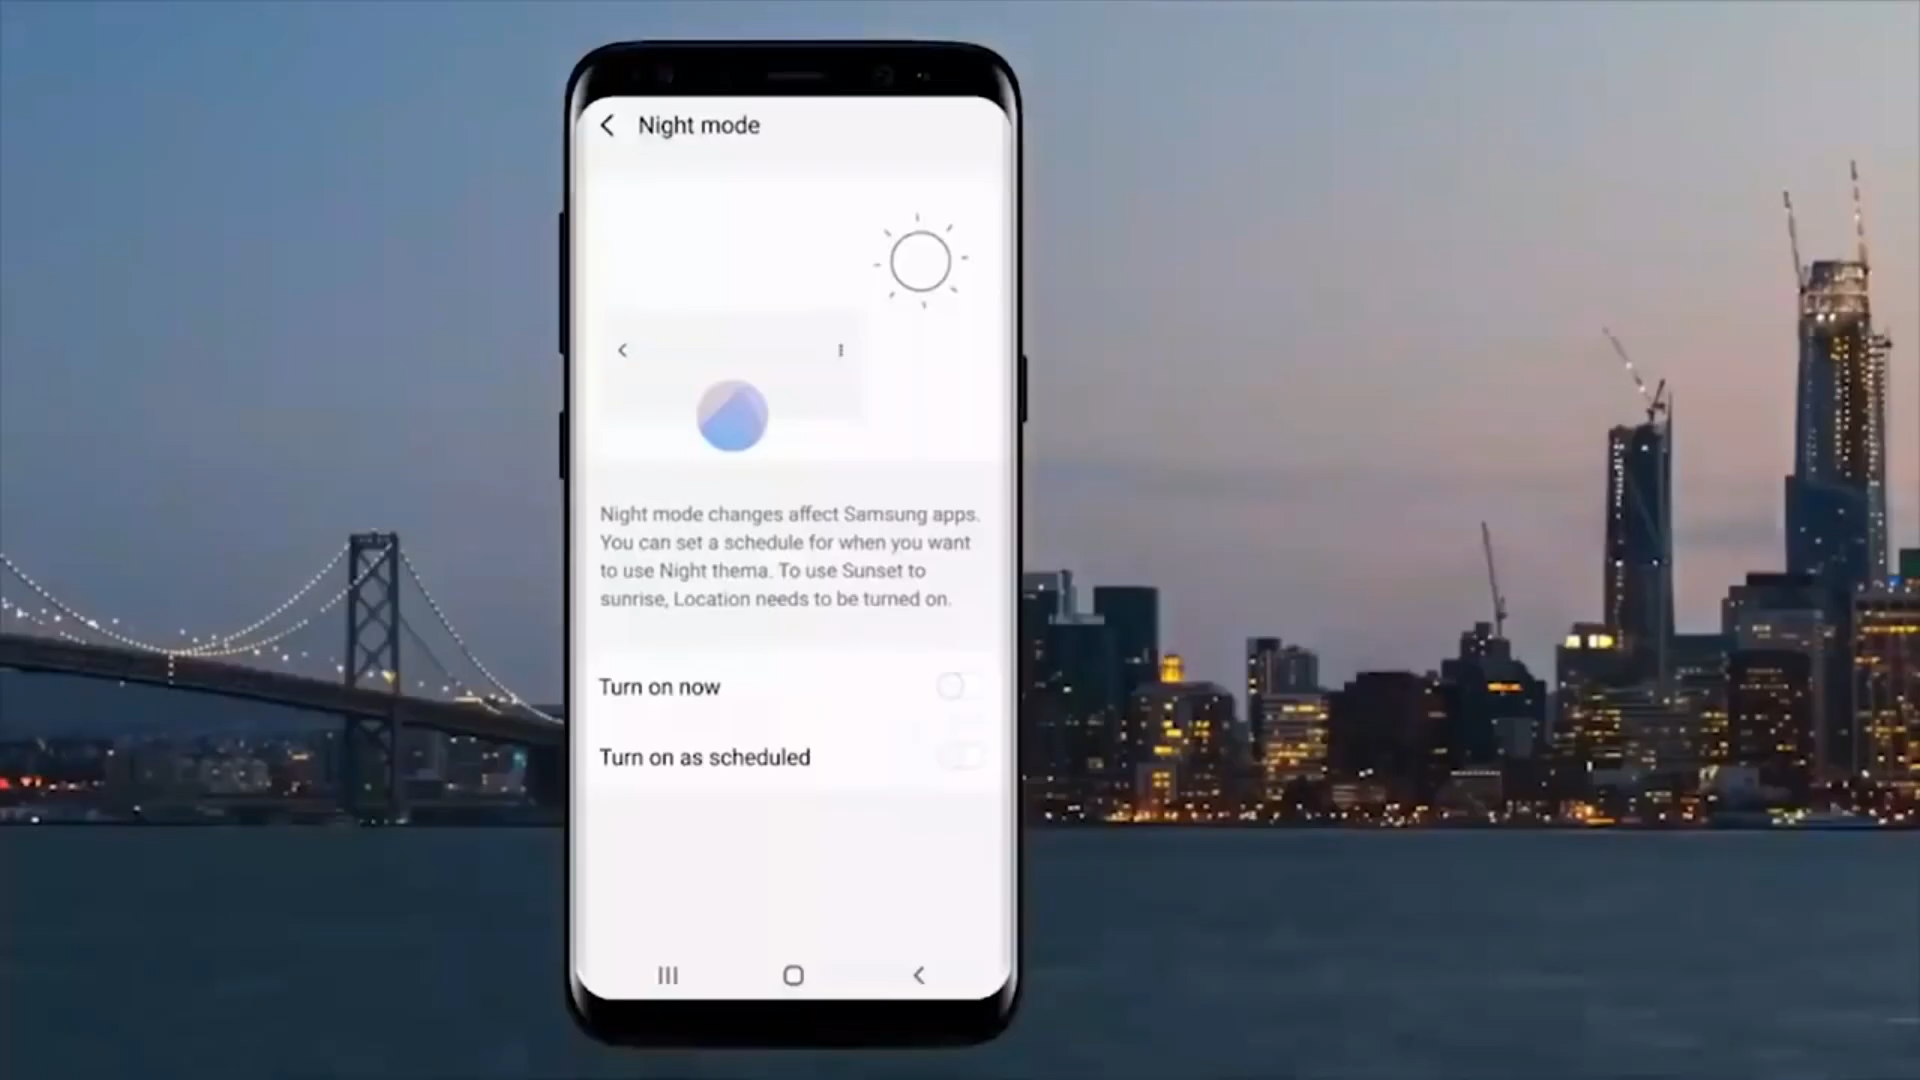 Night mode
Night mode changes affect Samsung apps.
You can set a schedule for when you want
to use Night thema. To use Sunset to
sunrise, Location needs to be turned on.
Turn on now
Turn on as scheduled